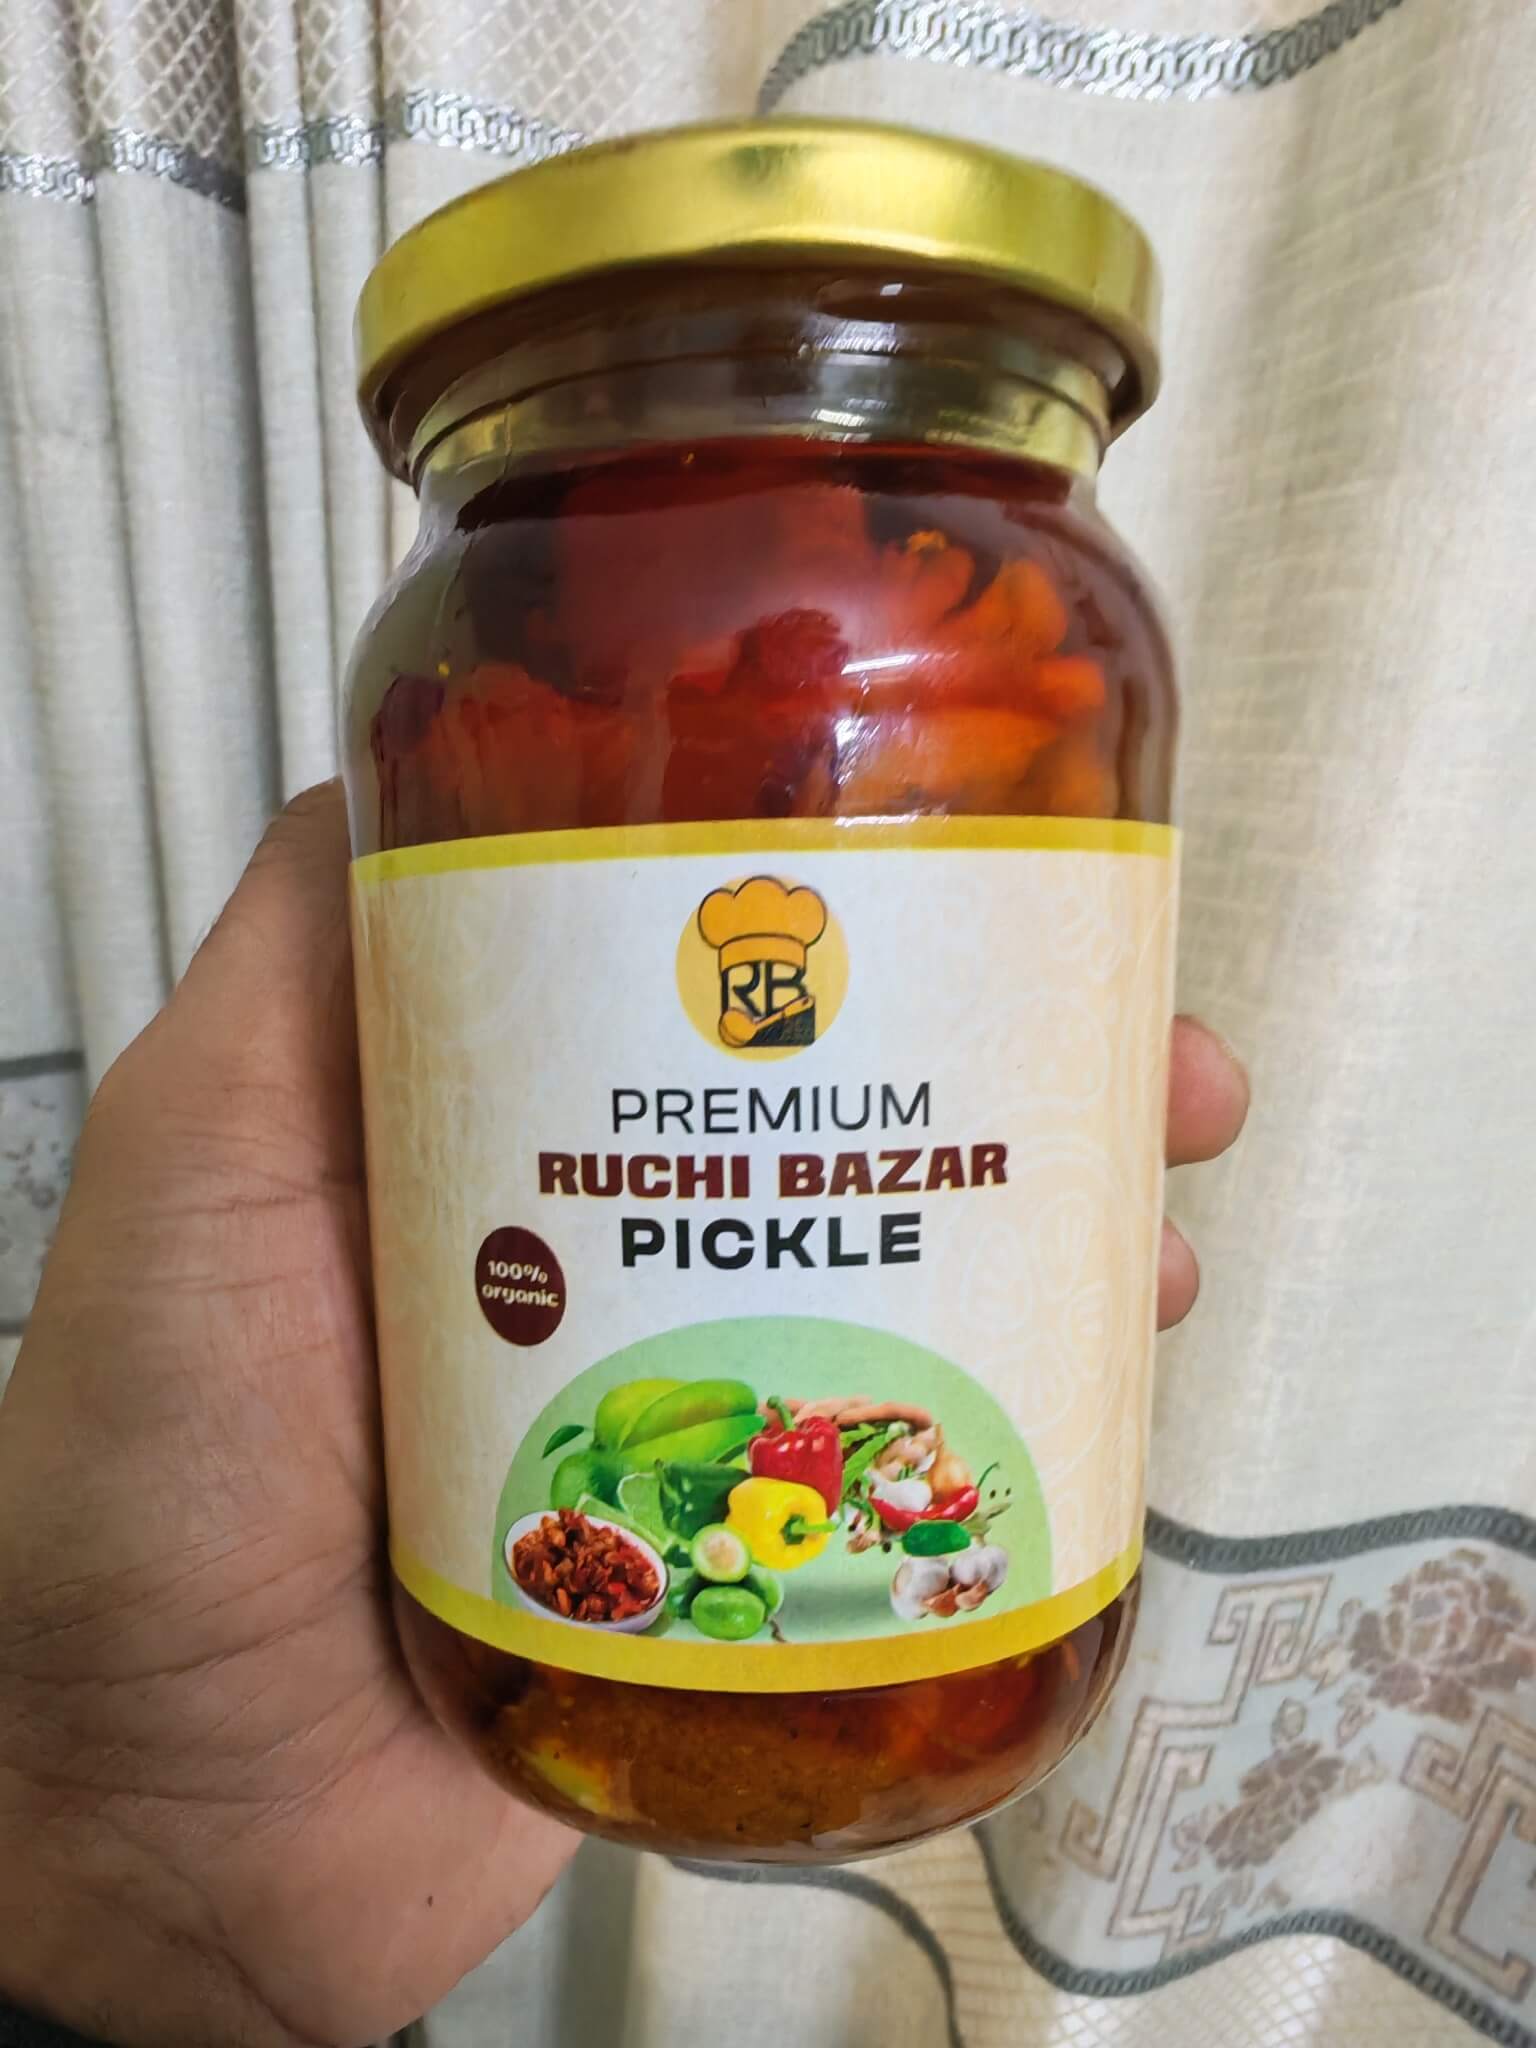 RB
PREMIUM
RUCHI BAZAR
PICKLE
100%
organic